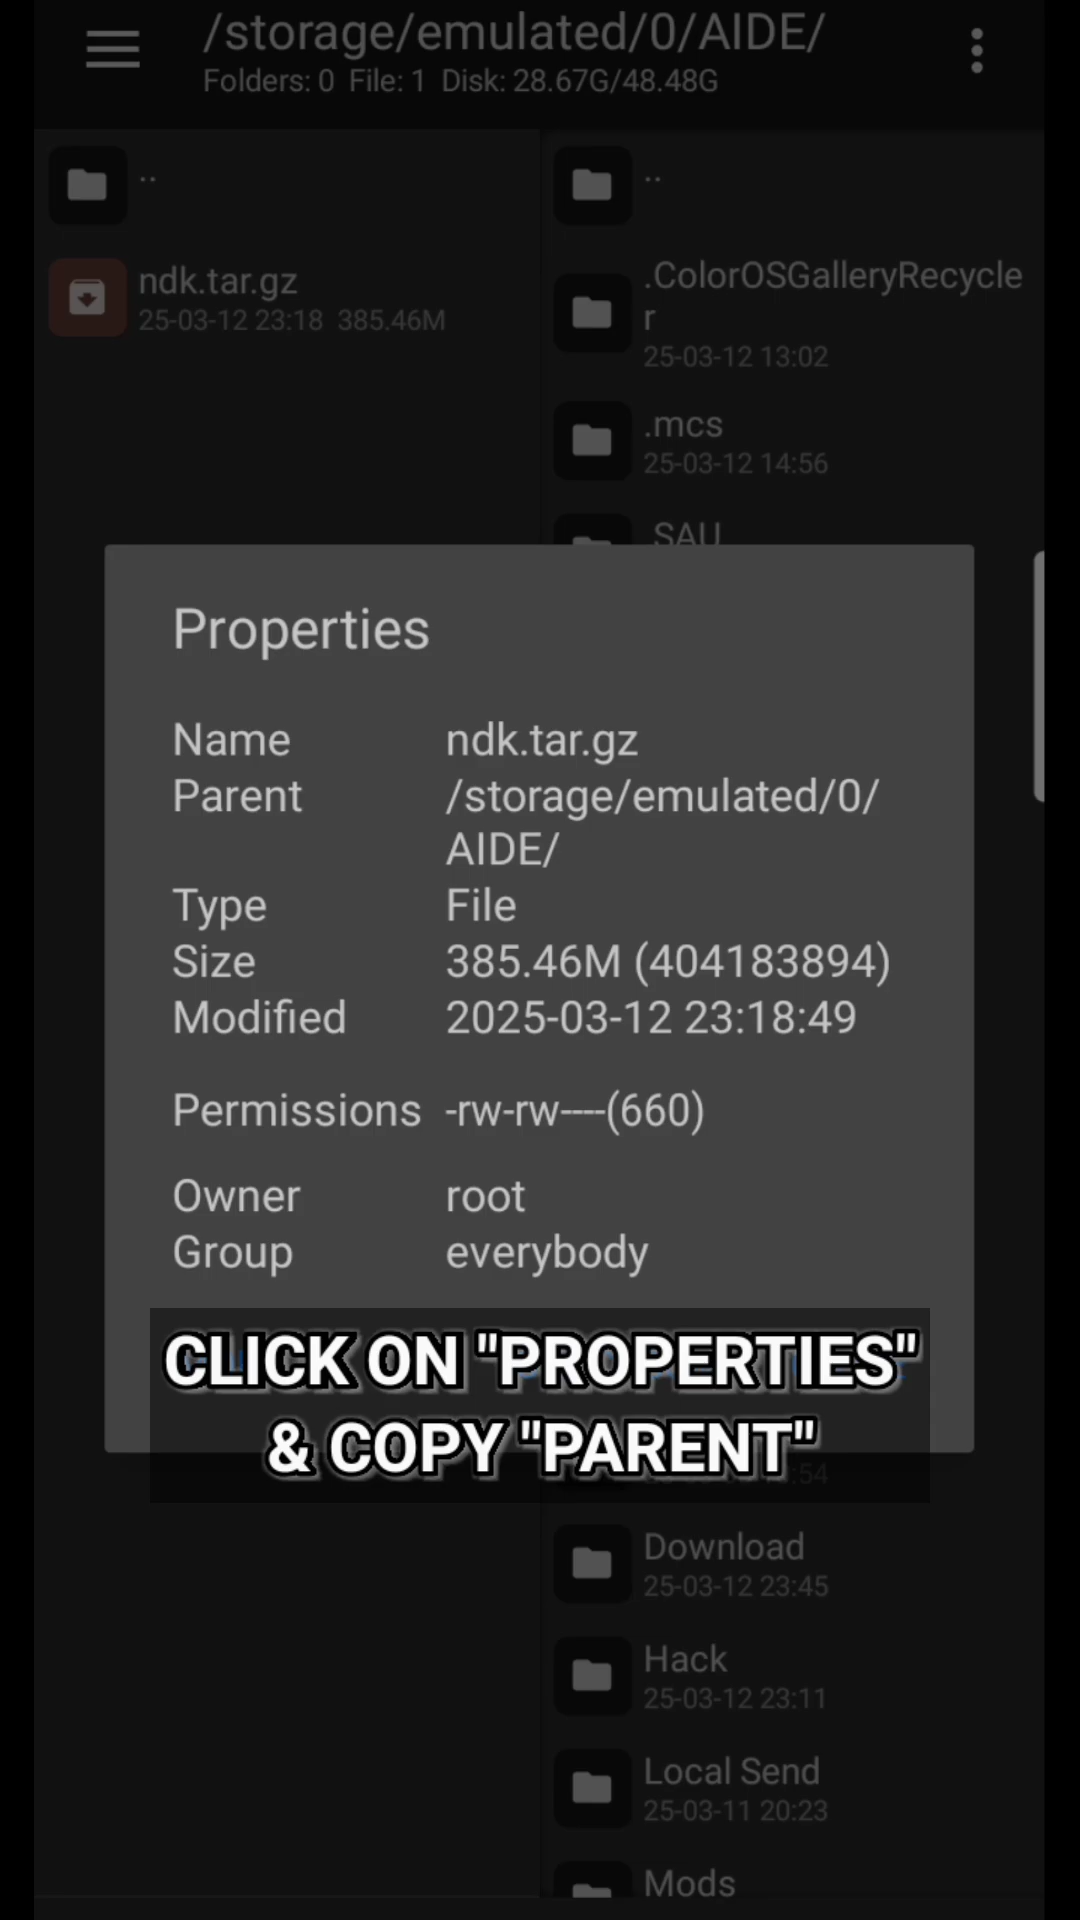 /storage/emulated/0/AIDE/
Folders: 0 File: 1 Disk: 28.67G/48.48G
..
ndk.tar.gz
25-03-12 23:18 385.46M
..
.ColorOSGalleryRecycle
r
25-03-12 13:02
.mcs
25-03-12 14:56
.SAU
Properties
Name ndk.tar.gz
Parent /storage/emulated/0/
AIDE/
Type File
Size 385.46M (404183894)
Modified 2025-03-12 23:18:49
Permissions -rw-rw----(660)
Owner root
Group everybody
CLICK ON "PROPERTIES"
& COPY "PARENT"
Download
25-03-12 23:45
Hack
25-03-12 23:11
Local Send
25-03-11 20:23
Mods